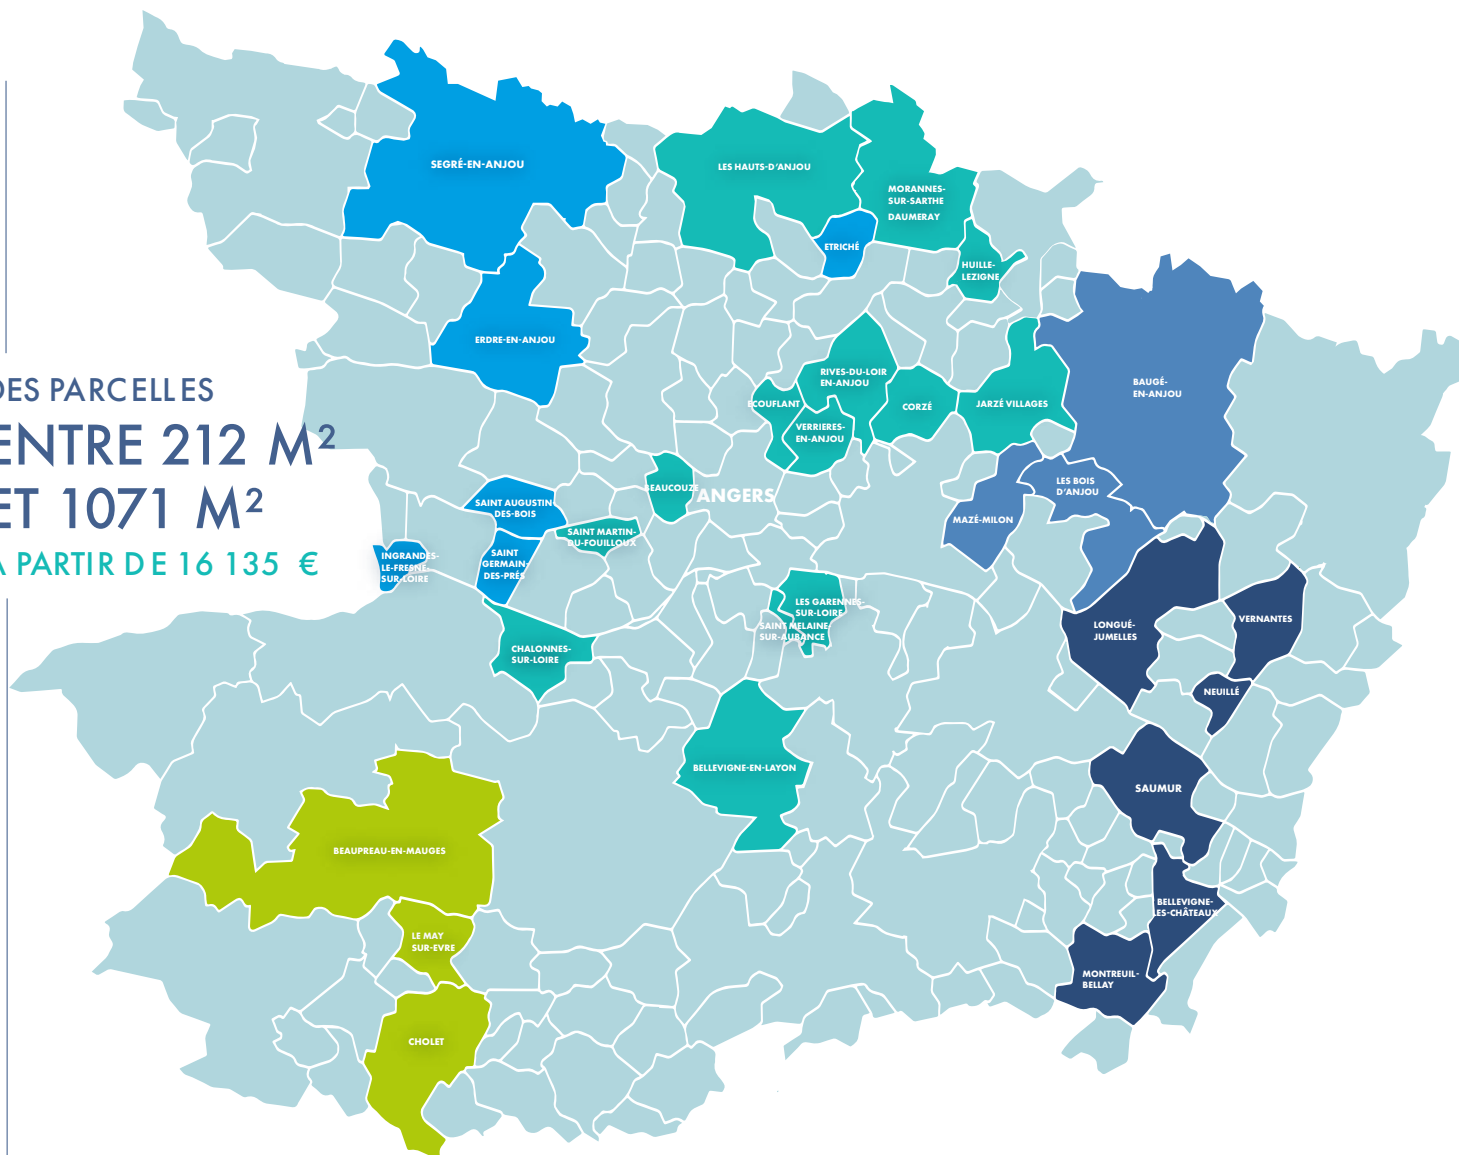 SEGRÉ-EN-ANJOU
LES HAUTS-D'ANJOU
MORANNES-
SUR-SARTHE
DAUMERAY
ETRICHÉ
HUILLE-
LEZIGNE
ERDRE-EN-ANJOU
DES PARCELLES
ENTRE 212 M²
ET 1071 M²
À PARTIR DE 16 135 €
RIVES-DU-LOIR
EN-ANJOU
ECOUFLANT
CORZÉ
JARZÉ VILLAGES
BAUGÉ-
EN-ANJOU
VERRIERES-
EN-ANJOU
BEAUCOUZE
ANGERS
LES BOIS
D'ANJOU
MAZÉ-MILON
SAINT AUGUSTIN
DES-BOIS
SAINT MARTIN-
DU-FOUILLOUX
INGRANDES-
LE-FRESNE-
SUR-LOIRE
SAINT
GERMAIN-
DES-PRÉS
LES GARENNES-
SUR-LOIRE
SAINT MELAINE-
SUR-AUBANCE
CHALONNES-
SUR-LOIRE
LONGUÉ-
JUMELLES
VERNANTES
NEUILLÉ
BELLEVIGNE-EN-LAYON
SAUMUR
BEAUPREAU-EN-MAUGES
LE MAY
SUR-EVRE
BELLEVIGNE-
LES-CHÂTEAUX
MONTREUIL-
BELLAY
CHOLET